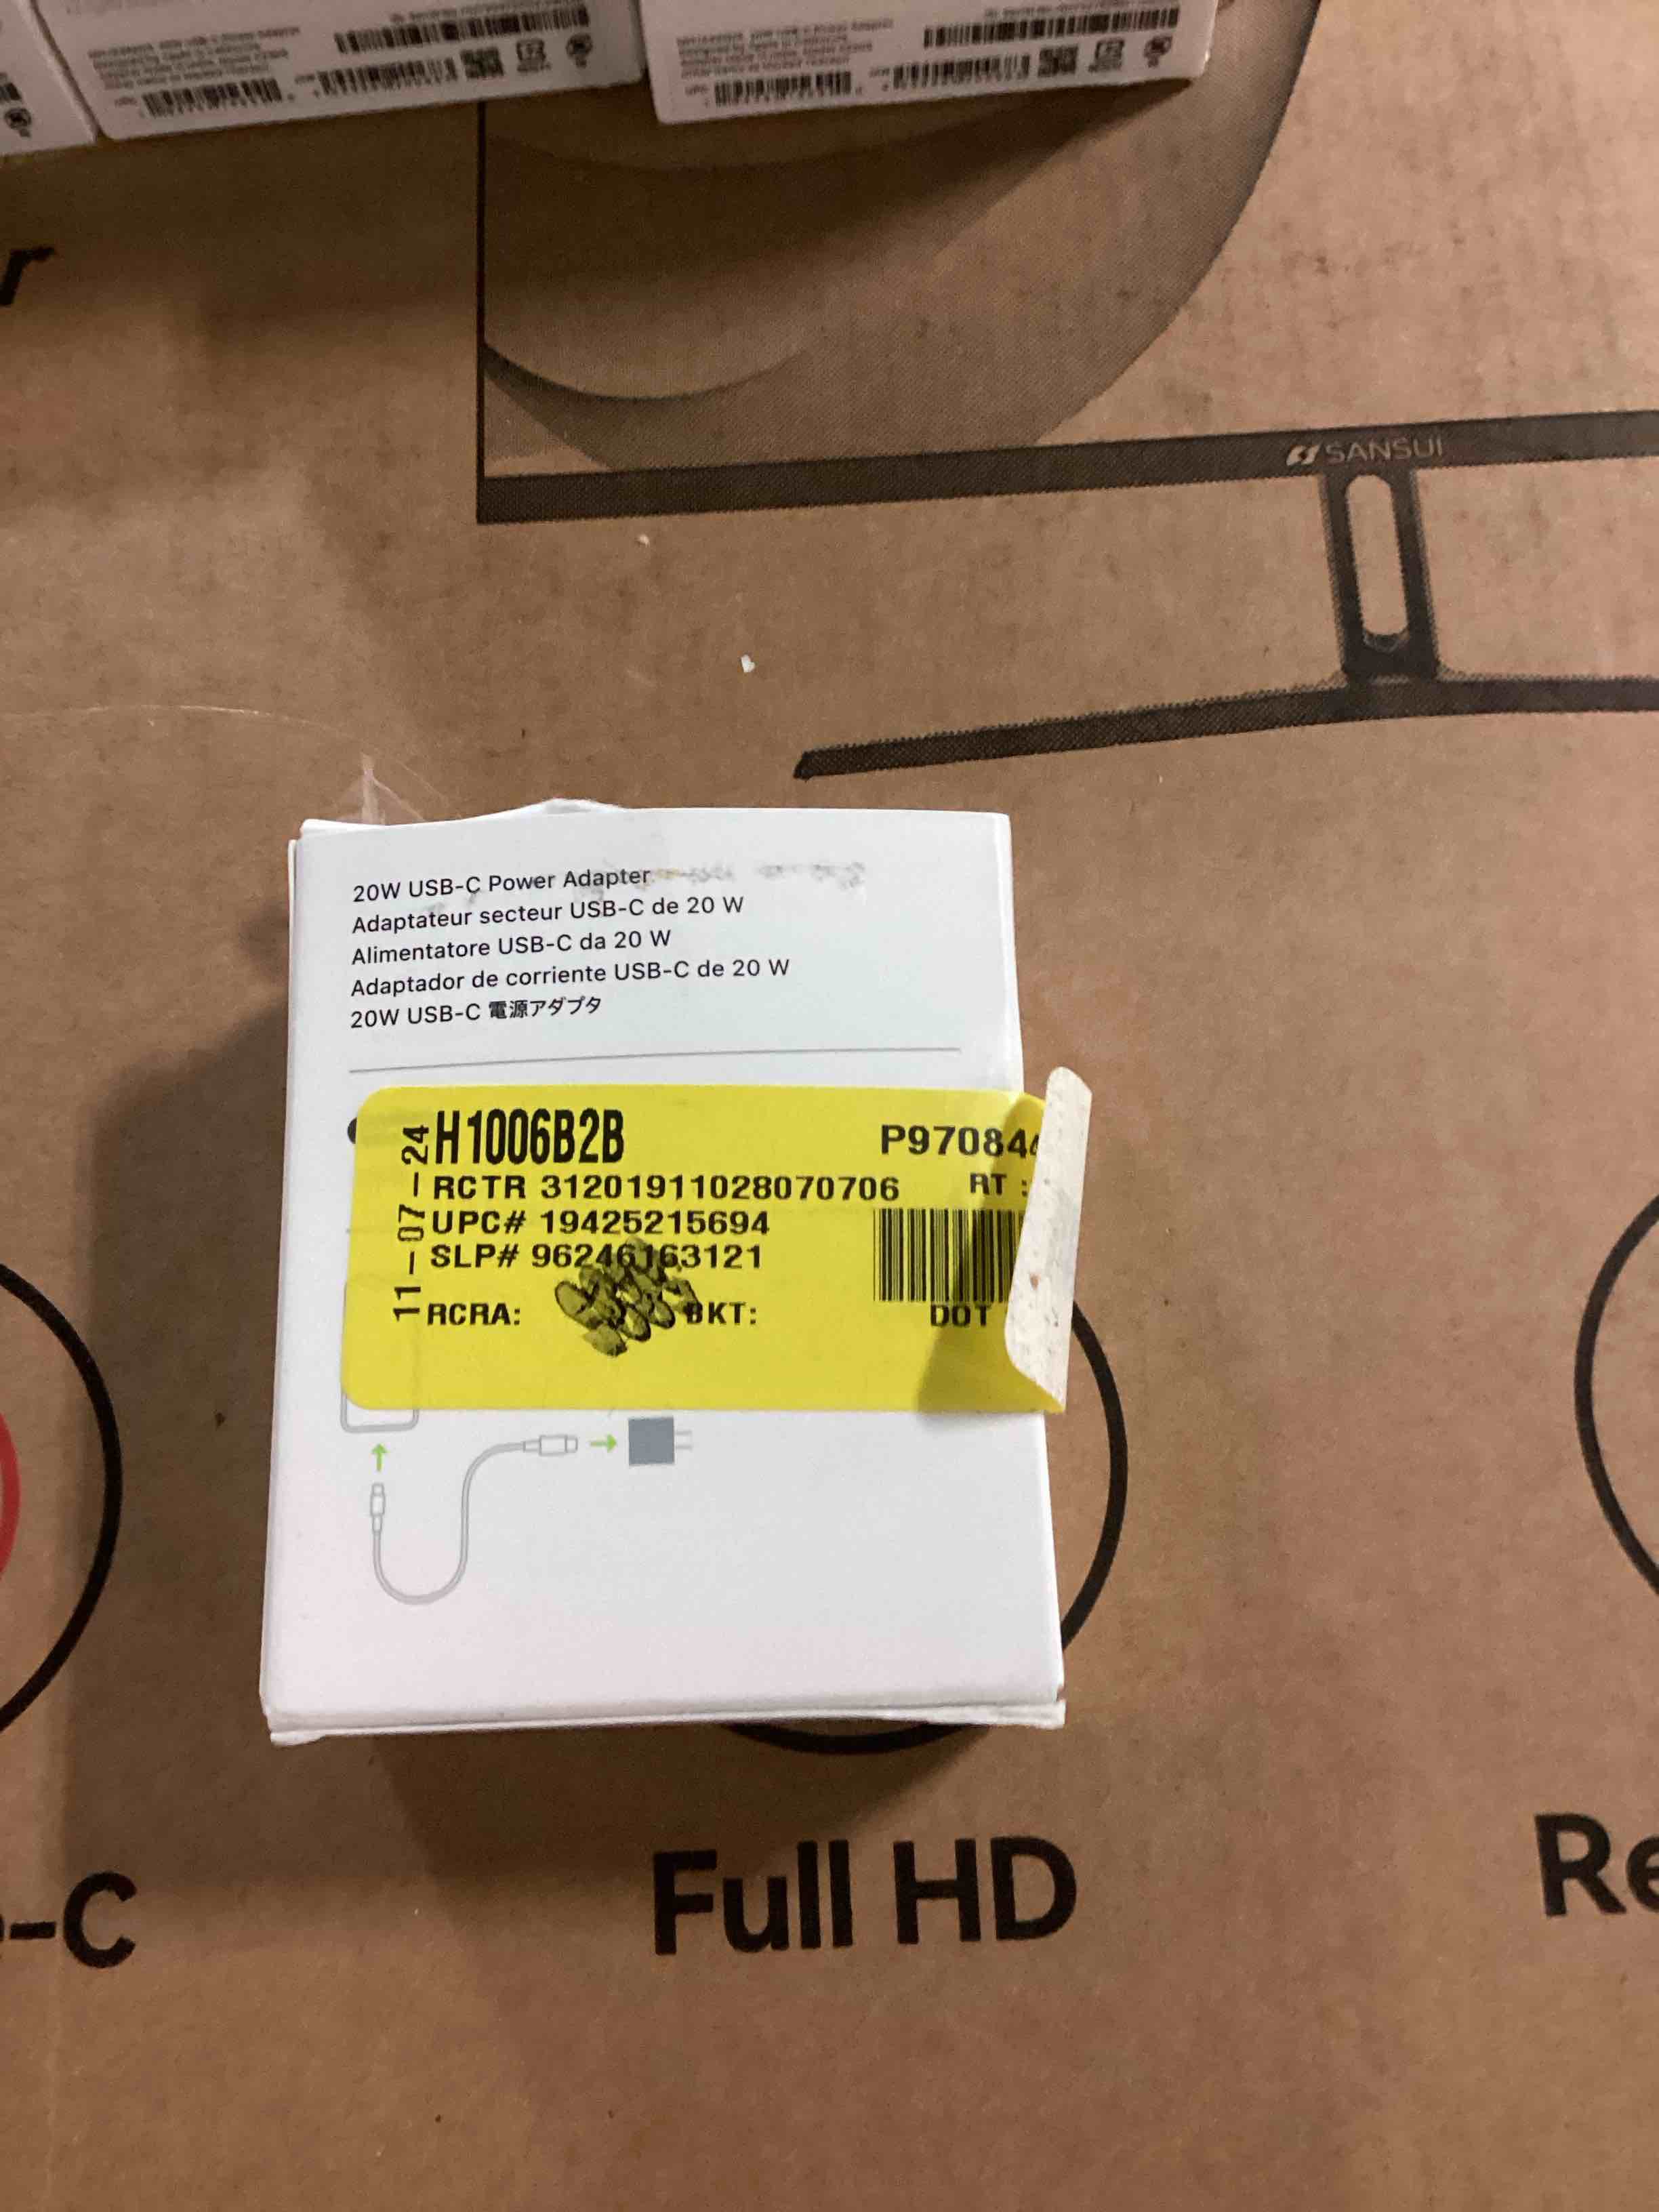 r
SANSUI
20W USB-C Power Adapter
Adaptateur secteur USB-C de 20 W
Alimentatore USB-C da 20 W
Adaptador de corriente USB-C de 20 W
20W USB-C 電源アダプタ
11-07-24
H1006B2B
P97084
RCTR 31201911028070706 RT :
UPC# 19425215694
SLP# 96246163121
RCRA: BKT: DOT
-C
Full HD
Re